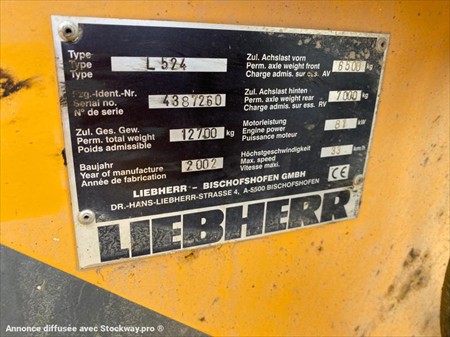 Type
Type
Type
L 524
Fzg.-Ident.-Nr.
Serial no.
N° de serie
4387260
Zul. Ges. Gew.
Perm. total weight
Poids admissible
12700 kg
Baujahr
Year of manufacture
Année de fabrication
2002
Zul. Achslast vorn
Perm. axle weight front
Charge admis. sur ess. AV
6500 kg
Zul. Achslast hinten
Perm. axle weight rear
Charge admis. sur ess. RV
7000 kg
Motorleistung
Engine power
Puissance moteur
81 kW
Höchstgeschwindigkeit
Max. speed
Vitesse maxi.
33 km/h
LIEBHERR - BISCHOFSHOFEN GMBH
DR.-HANS-LIEBHERR-STRASSE 4, A-5500 BISCHOFSHOFEN
CE
LIEBHERR
Annonce diffusée avec Stockway.pro ®